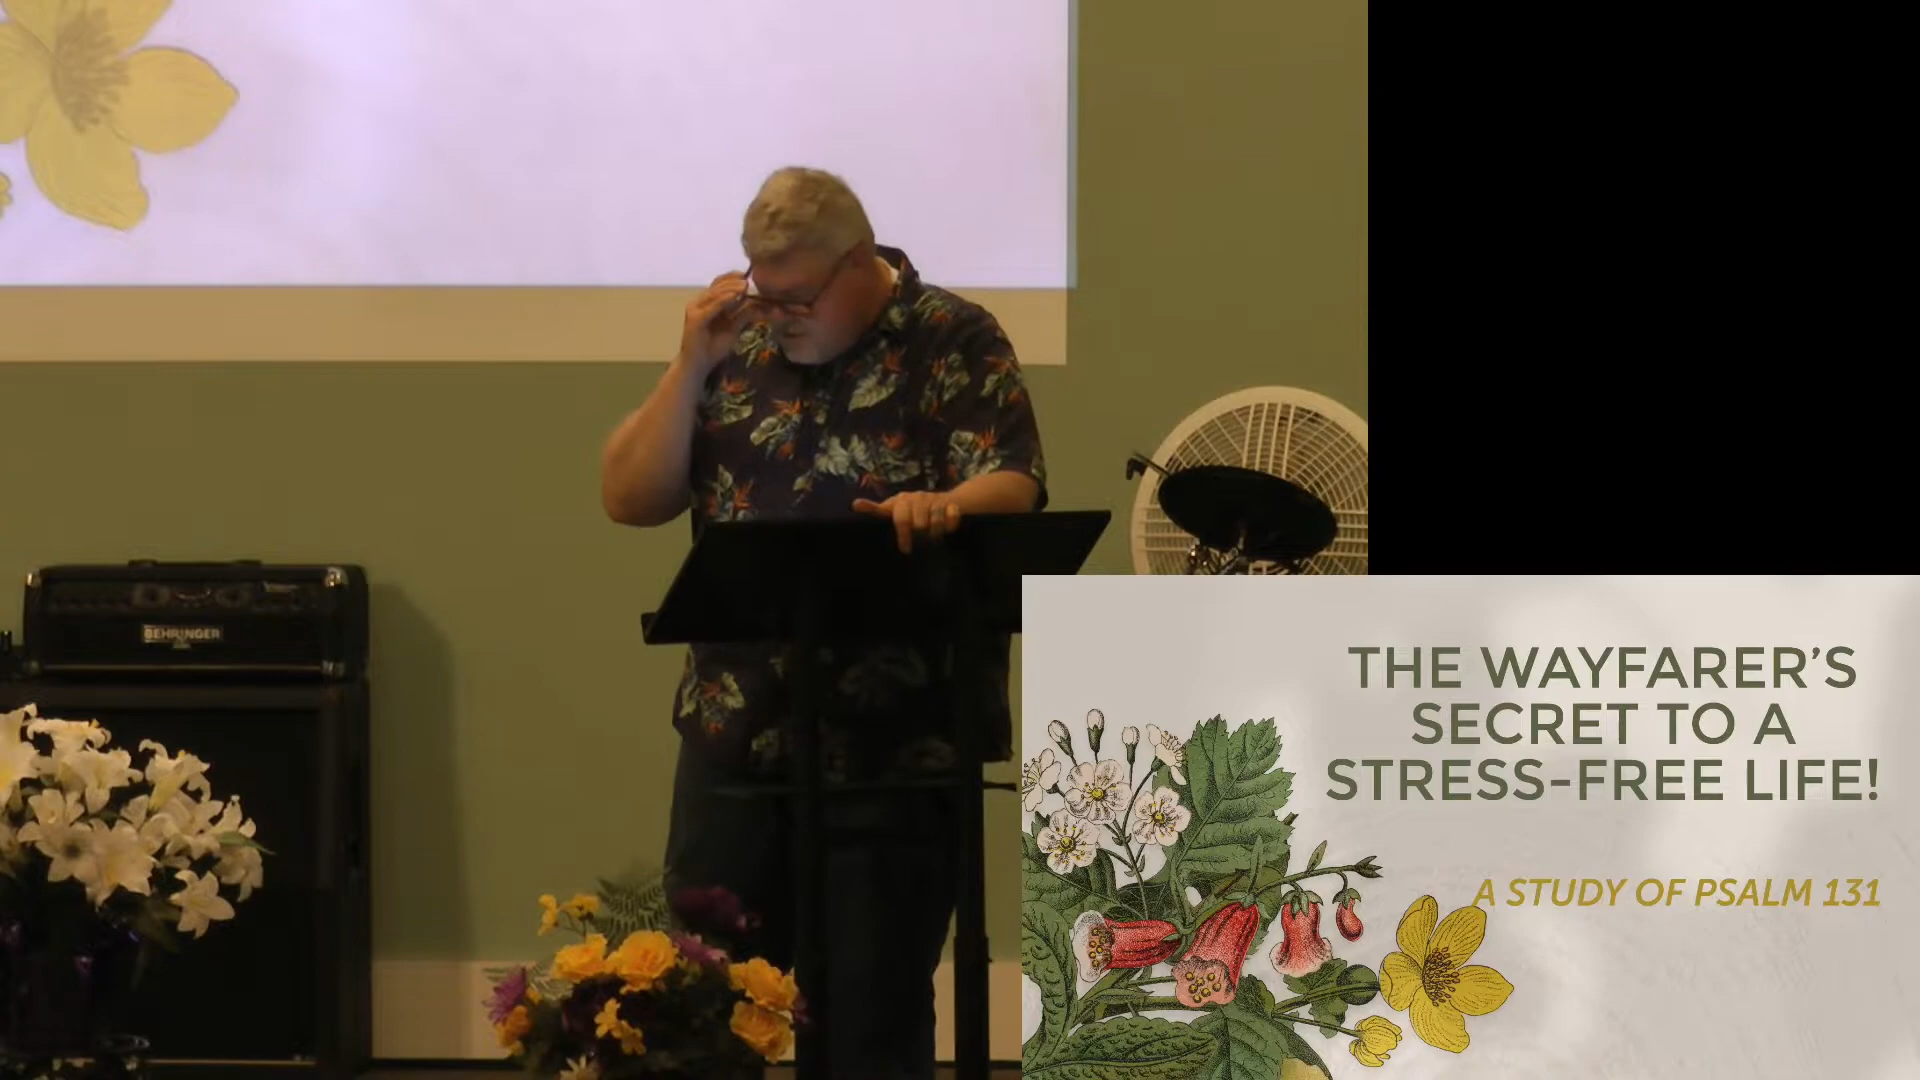 BEHRINGER
THE WAYFARER'S
SECRET TO A
STRESS-FREE LIFE!
A STUDY OF PSALM 131